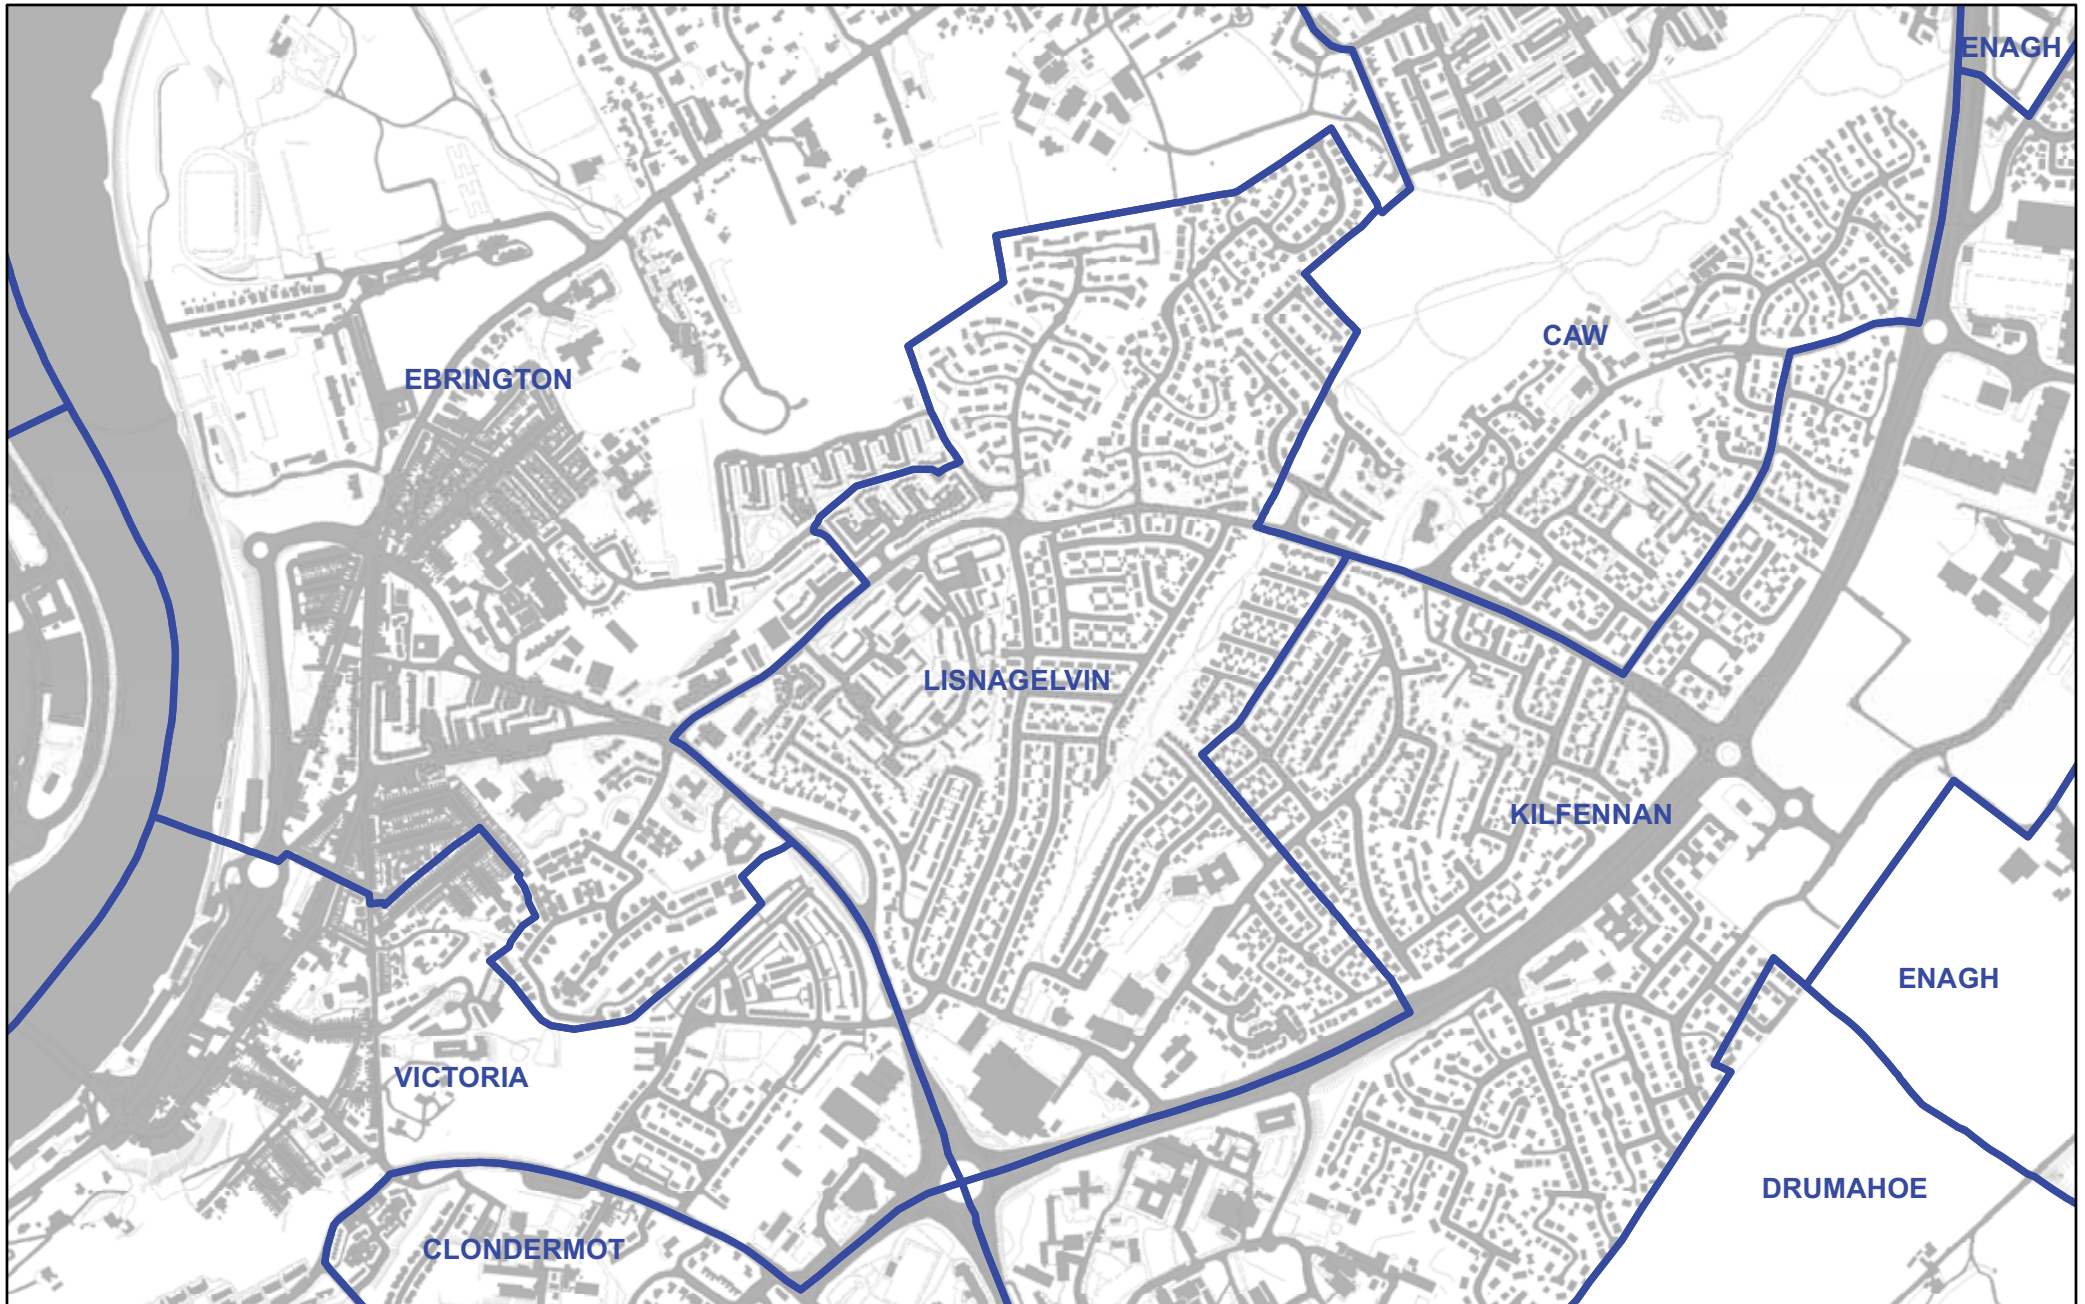 ENAGH
CAW
EBRINGTON
LISNAGELVIN
KILFENNAN
ENAGH
VICTORIA
DRUMAHOE
CLONDERMOT